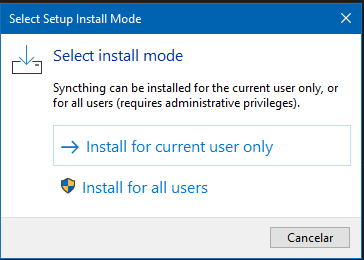 Select Setup Install Mode
Select install mode
Syncthing can be installed for the current user only, or
for all users (requires administrative privileges).
Install for current user only
Install for all users
Cancelar